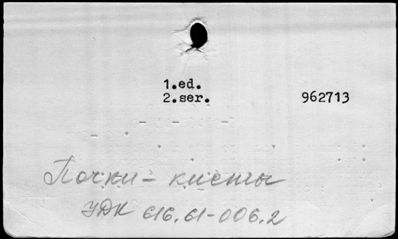 1.ed.
2.ser. 962713
Почки - кисты
УДК 616.61-006.2